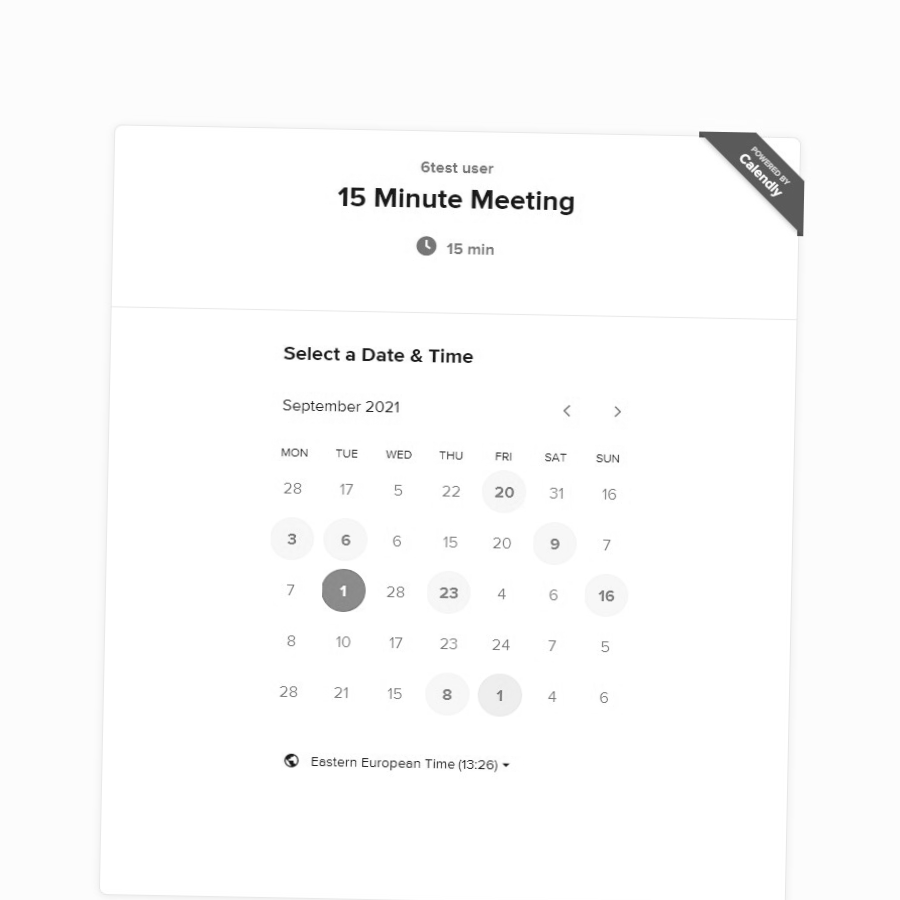 POWERED BY
Calendly
6test user
15 Minute Meeting
15 min
Select a Date & Time
September 2021
MON TUE WED THU FRI SAT SUN
28 17 5 22 20 31 16
3 6 6 15 20 9 7
7 1 28 23 4 6 16
8 10 17 23 24 7 5
28 21 15 8 1 4 6
Eastern European Time (13:26)